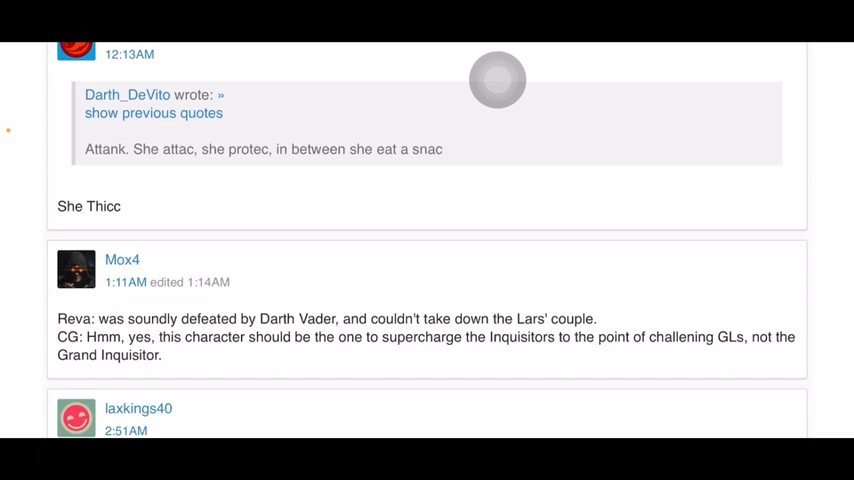 12:13AM
Darth_DeVito wrote: »
show previous quotes
Attank. She attac, she protec, in between she eat a snac
She Thicc
Mox4
1:11AM edited 1:14AM
Reva: was soundly defeated by Darth Vader, and couldn't take down the Lars' couple.
CG: Hmm, yes, this character should be the one to supercharge the Inquisitors to the point of challening GLs, not the
Grand Inquisitor.
laxkings40
2:51AM